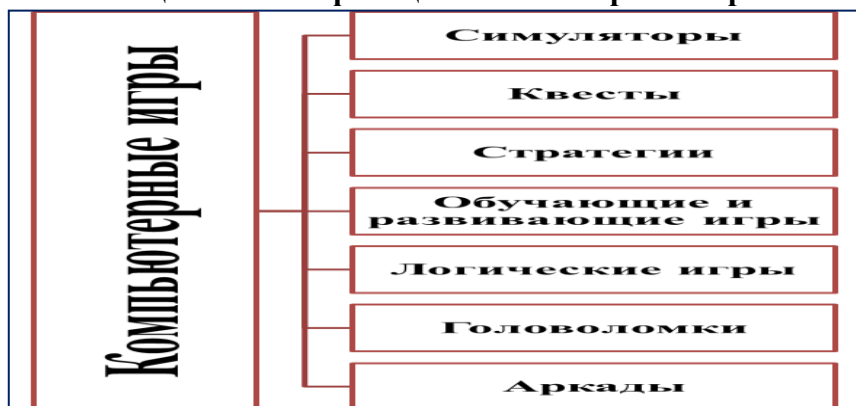 Компьютерные игры
Симуляторы
Квесты
Стратегии
Обучающие и
развивающие игры
Логические игры
Головоломки
Аркады